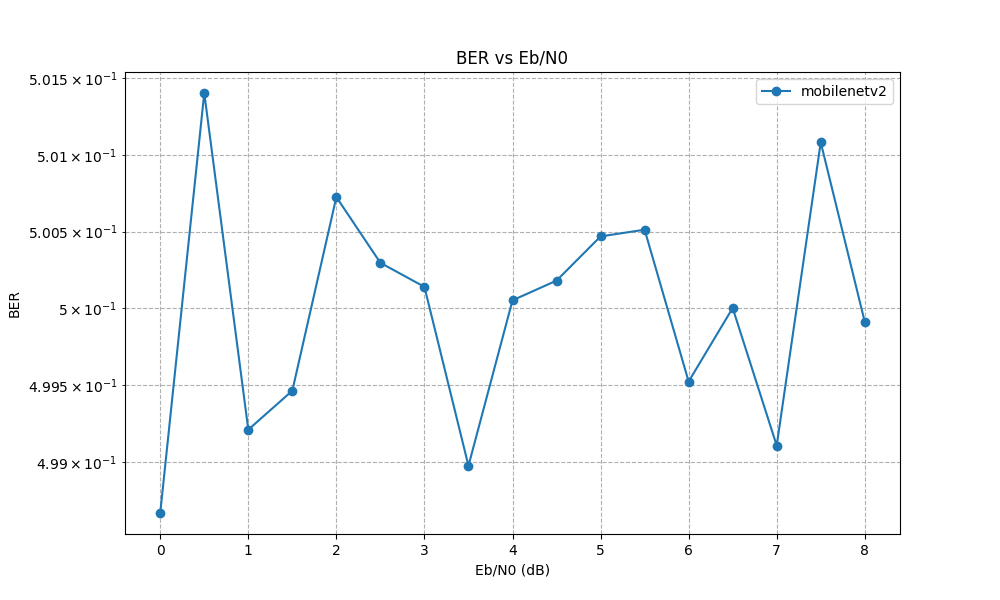 BER vs Eb/N0
mobilenetv2
BER
5.015 × 10⁻¹
5.01 × 10⁻¹
5.005 × 10⁻¹
5 × 10⁻¹
4.995 × 10⁻¹
4.99 × 10⁻¹
0 1 2 3 4 5 6 7 8
Eb/N0 (dB)